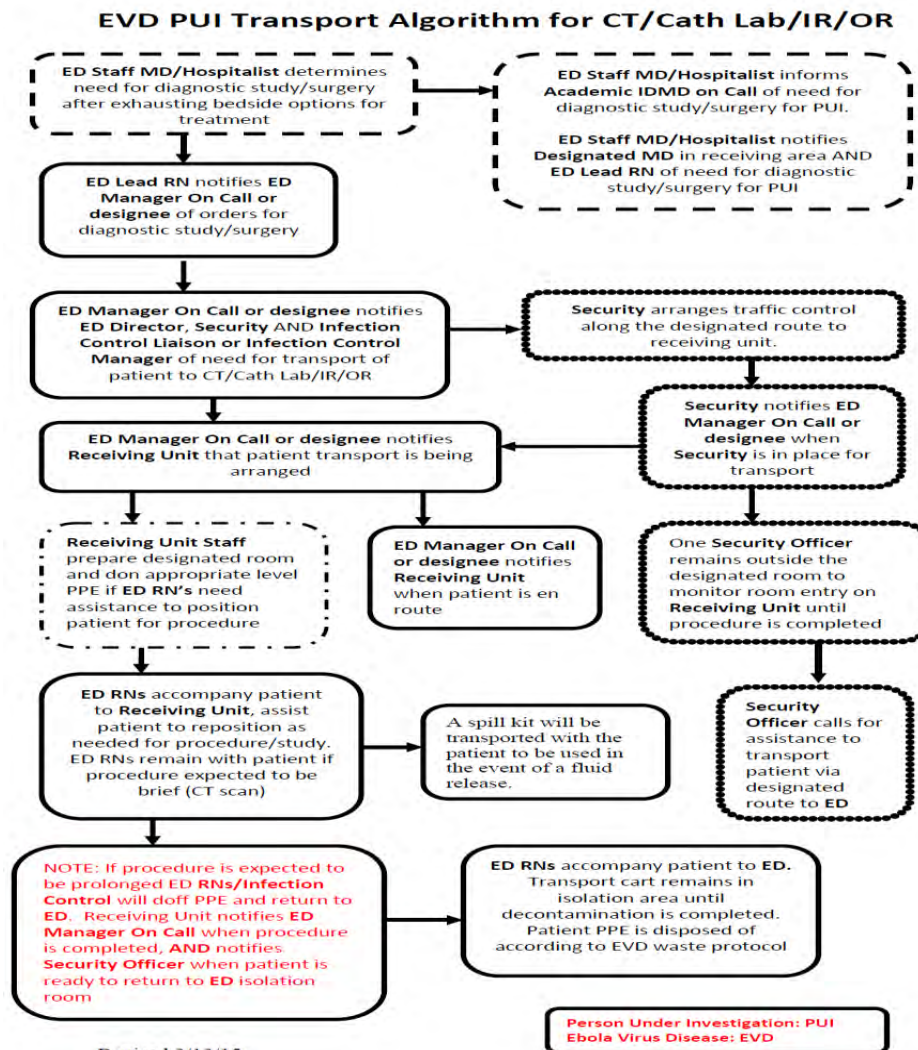 EVD PUI Transport Algorithm for CT/Cath Lab/IR/OR
ED Staff MD/Hospitalist determines
need for diagnostic study/surgery
after exhausting bedside options for
treatment
ED Staff MD/Hospitalist informs
Academic IDMD on Call of need for
diagnostic study/surgery for PUI.
ED Staff MD/Hospitalist notifies
Designated MD in receiving area AND
ED Lead RN of need for diagnostic
study/surgery for PUI
ED Lead RN notifies ED
Manager On Call or
designee of orders for
diagnostic study/surgery
ED Manager On Call or designee notifies
ED Director, Security AND Infection
Control Liaison or Infection Control
Manager of need for transport of
patient to CT/Cath Lab/IR/OR
Security arranges traffic control
along the designated route to
receiving unit.
Security notifies ED
Manager On Call or
designee when
Security is in place for
transport
ED Manager On Call or designee notifies
Receiving Unit that patient transport is being
arranged
Receiving Unit Staff
prepare designated room
and don appropriate level
PPE if ED RN's need
assistance to position
patient for procedure
ED Manager On Call
or designee notifies
Receiving Unit
when patient is en
route
One Security Officer
remains outside the
designated room to
monitor room entry on
Receiving Unit until
procedure is completed
ED RNs accompany patient
to Receiving Unit, assist
patient to reposition as
needed for procedure/study.
ED RNs remain with patient if
procedure expected to be
brief (CT scan)
A spill kit will be
transported with the
patient to be used in
the event of a fluid
release.
Security
Officer calls for
assistance to
transport
patient via
designated
route to ED
NOTE: If procedure is expected to
be prolonged ED RNs/Infection
Control will doff PPE and return to
ED. Receiving Unit notifies ED
Manager On Call when procedure
is completed, AND notifies
Security Officer when patient is
ready to return to ED isolation
room
ED RNs accompany patient to ED.
Transport cart remains in
isolation area until
decontamination is completed.
Patient PPE is disposed of
according to EVD waste protocol
Person Under Investigation: PUI
Ebola Virus Disease: EVD